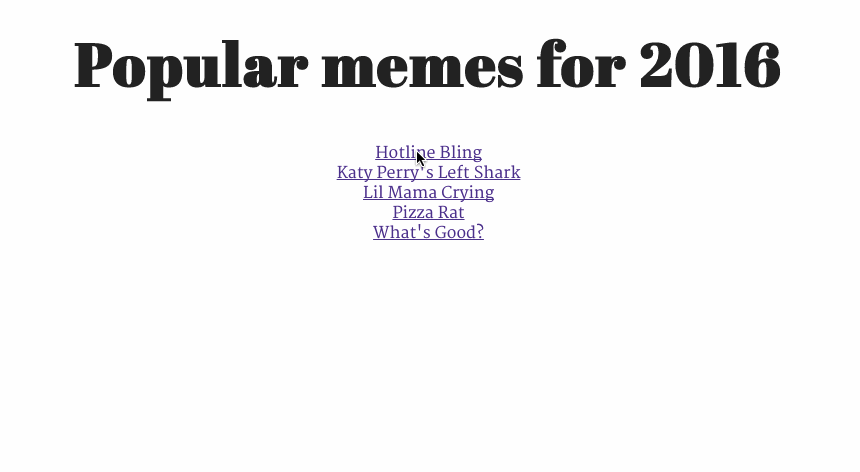 Popular memes for 2016
Hotline Bling
Katy Perry's Left Shark
Lil Mama Crying
Pizza Rat
What's Good?